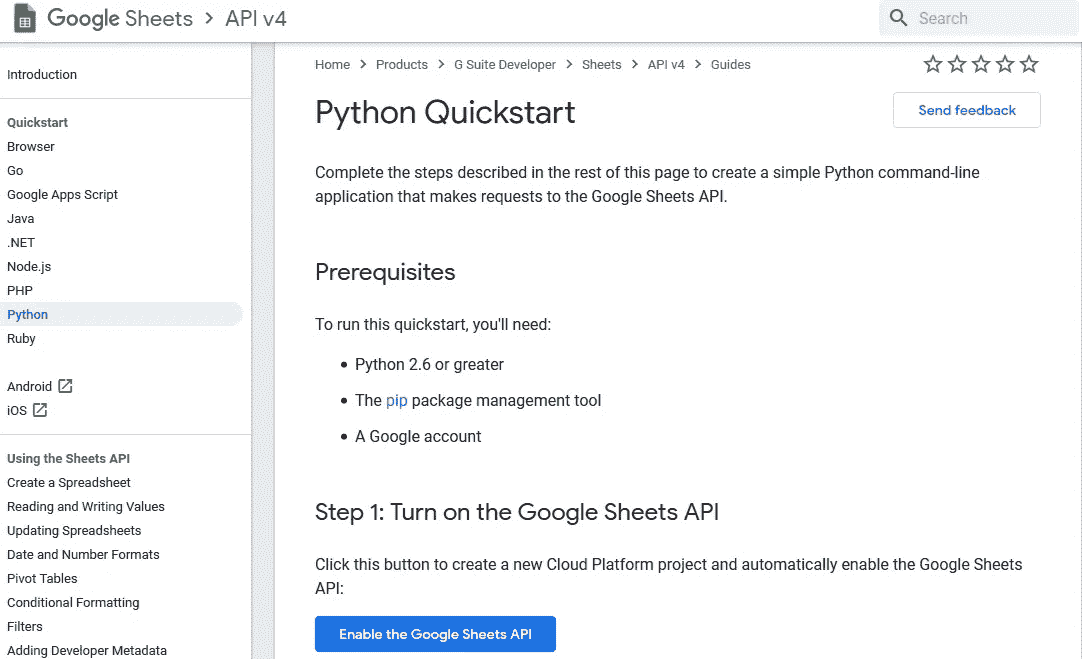 Google Sheets > API v4
Search
Introduction
Quickstart
Browser
Go
Google Apps Script
Java
.NET
Node.js
PHP
Python
Ruby
Android
iOS
Using the Sheets API
Create a Spreadsheet
Reading and Writing Values
Updating Spreadsheets
Date and Number Formats
Pivot Tables
Conditional Formatting
Filters
Adding Developer Metadata
Home > Products > G Suite Developer > Sheets > API v4 > Guides
Python Quickstart
Send feedback
Complete the steps described in the rest of this page to create a simple Python command-line
application that makes requests to the Google Sheets API.
Prerequisites
To run this quickstart, you'll need:
• Python 2.6 or greater
• The pip package management tool
• A Google account
Step 1: Turn on the Google Sheets API
Click this button to create a new Cloud Platform project and automatically enable the Google Sheets
API:
Enable the Google Sheets API